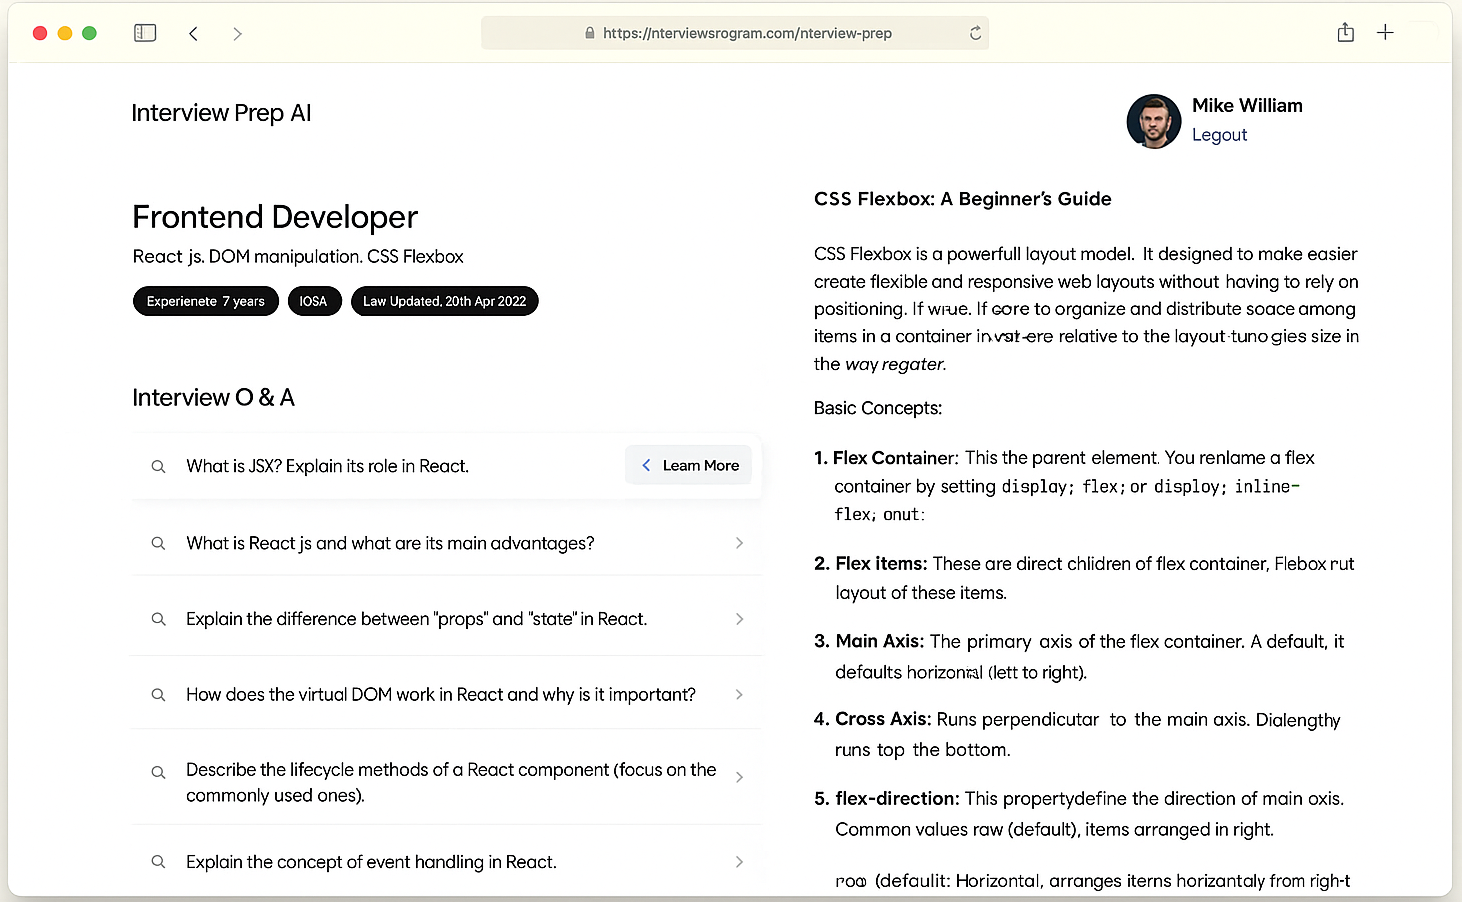 https://nterviewsrogram.com/nterview-prep
Interview Prep AI
Mike William
Legout
Frontend Developer
React js. DOM manipulation. CSS Flexbox
Experienete 7 years
IOSA
Law Updated, 20th Apr 2022
Interview O & A
What is JSX? Explain its role in React.
Learn More
What is React js and what are its main advantages?
Explain the difference between "props" and "state" in React.
How does the virtual DOM work in React and why is it important?
Describe the lifecycle methods of a React component (focus on the
commonly used ones).
Explain the concept of event handling in React.
CSS Flexbox: A Beginner's Guide
CSS Flexbox is a powerfull layout model. It designed to make easier
create flexible and responsive web layouts without having to rely on
positioning. If. If to organize and distribute soace among
items in a container relative to the layout gies size in
the way regater.
Basic Concepts:
1. Flex Container: This the parent element. You renlame a flex
container by setting display; flex; or disploy; inline-
flex; onut:
2. Flex items: These are direct chlidren of flex container, Flebox rut
layout of these items.
3. Main Axis: The primary axis of the flex container. A default, it
defaults (left to right).
4. Cross Axis: Runs perpendicutar to the main axis. Dialengthy
runs top the bottom.
5. flex-direction: This propertydefine the direction of main oxis.
Common values raw (default), items arranged in right.
(defaulit: Horizontal, arranges iterns horizantaly from righ-t